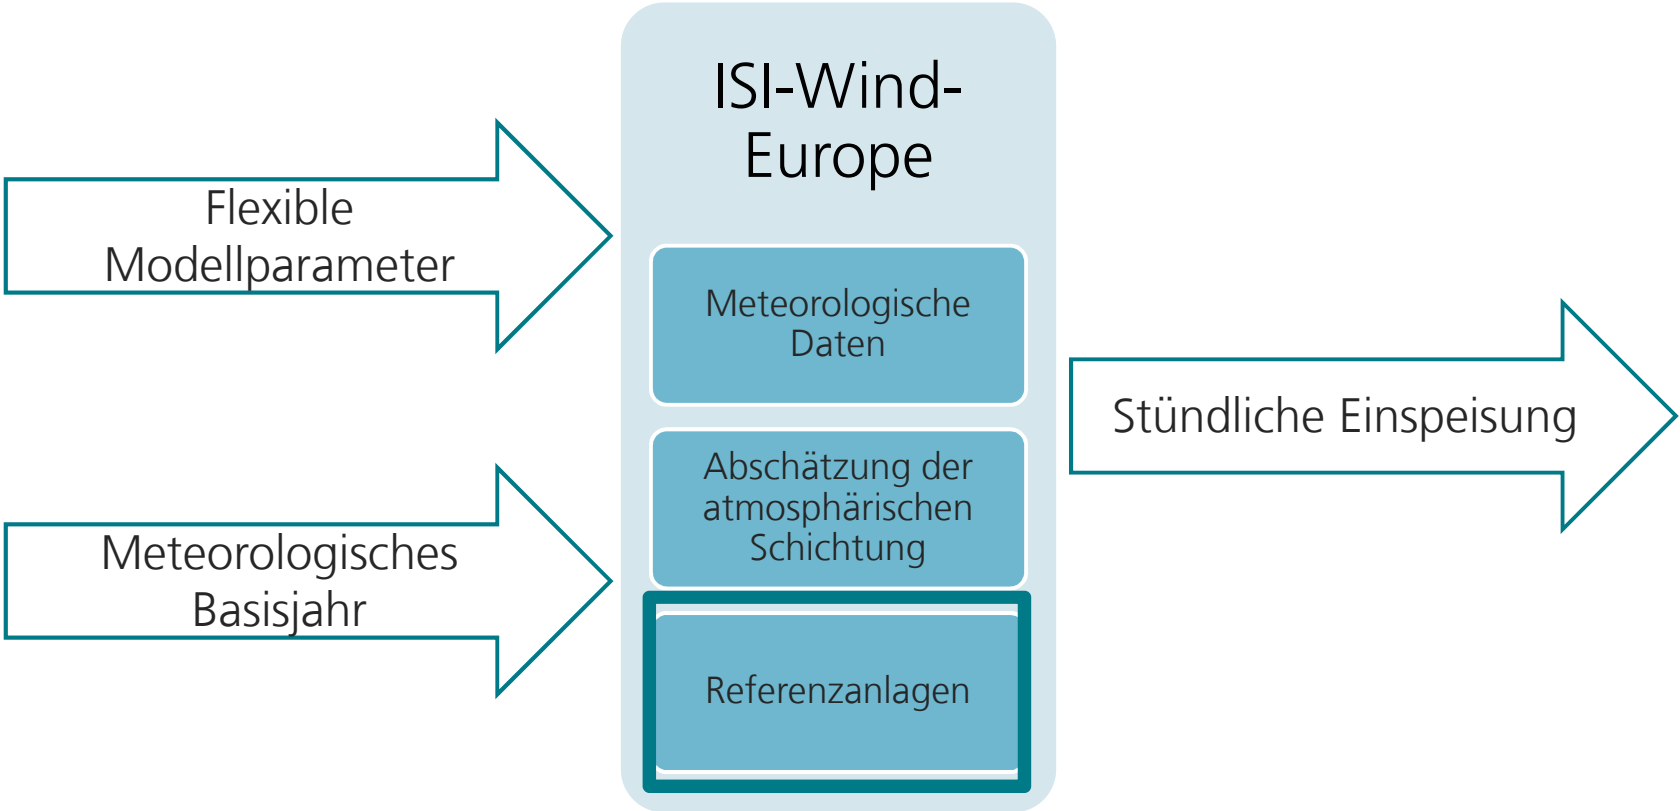 Flexible
Modellparameter
Meteorologisches
Basisjahr
ISI-Wind-
Europe
Meteorologische
Daten
Abschätzung der
atmosphärischen
Schichtung
Referenzanlagen
Stündliche Einspeisung